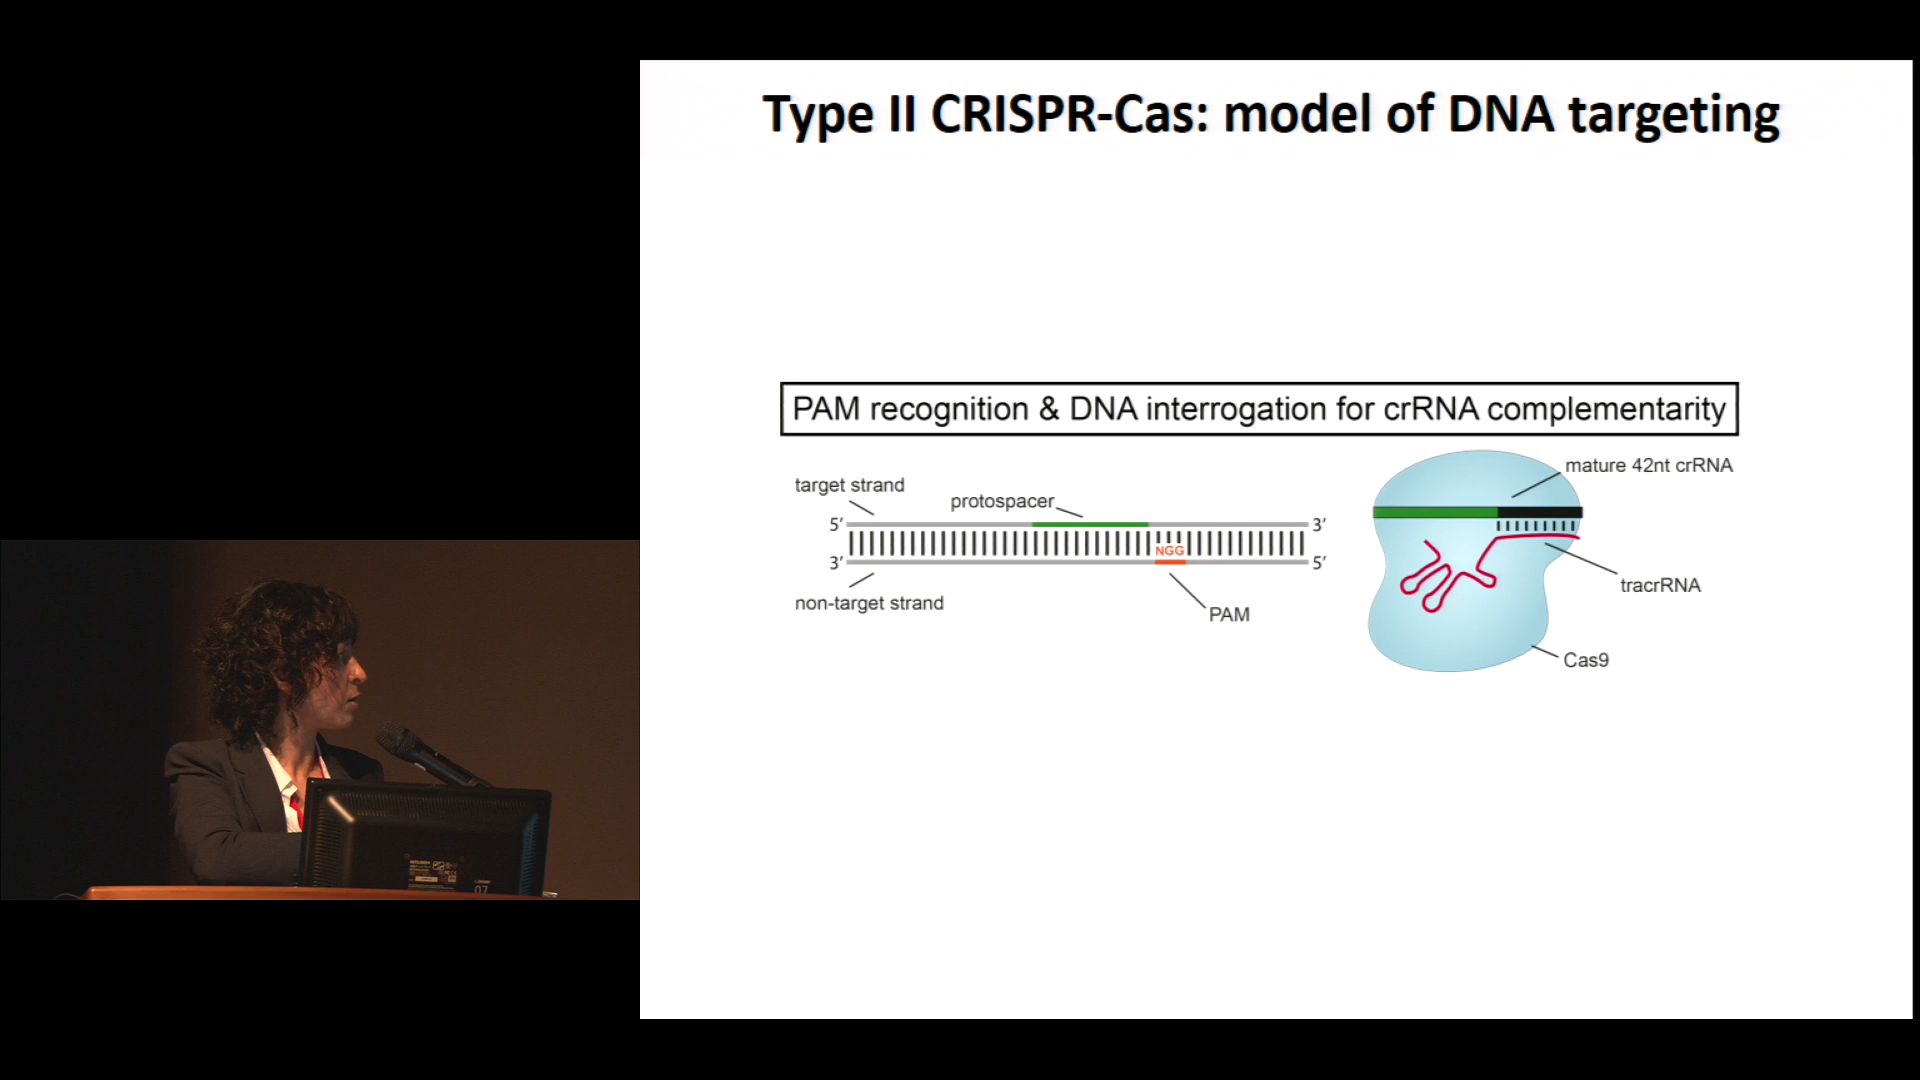 Type II CRISPR-Cas: model of DNA targeting
PAM recognition & DNA interrogation for crRNA complementarity
target strand
protospacer
5′
3′
NGG
3′
5′
non-target strand
PAM
mature 42nt crRNA
tracrRNA
Cas9
07